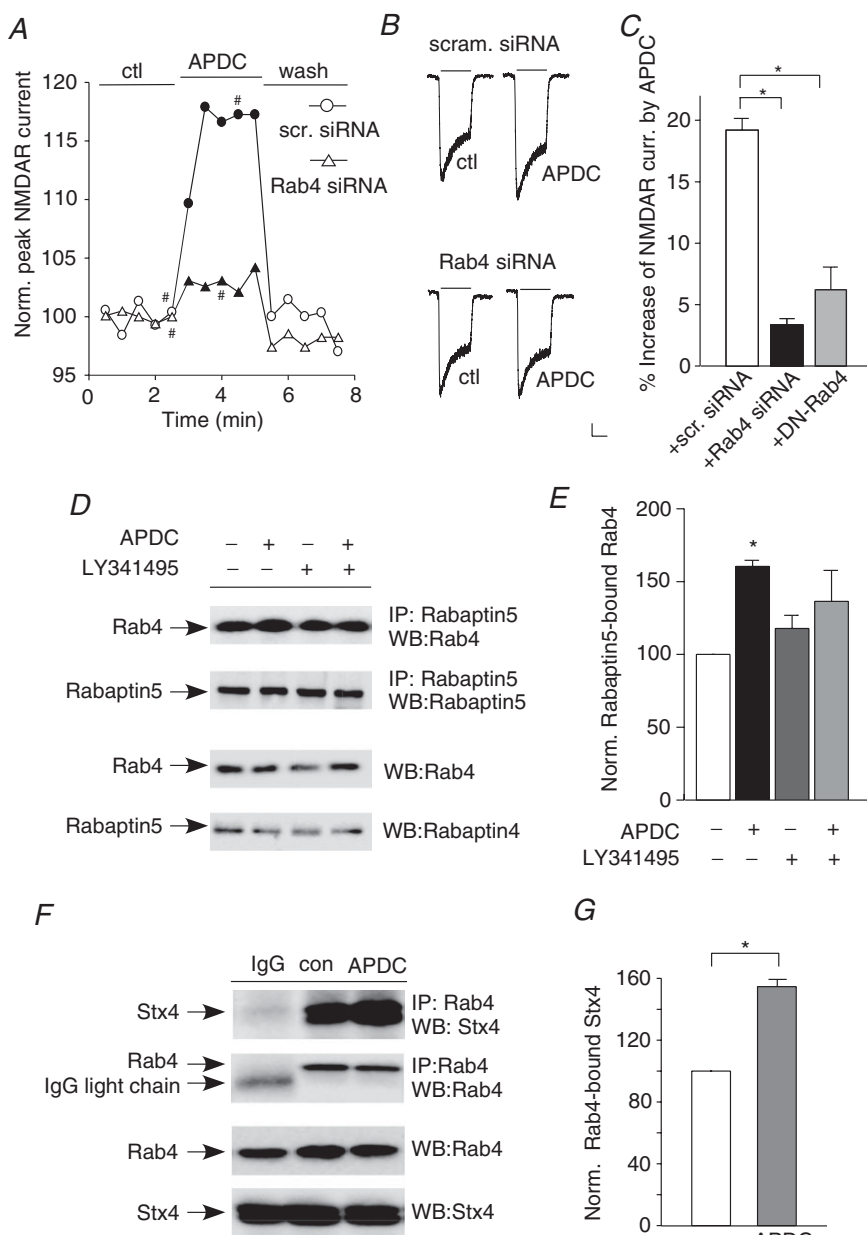 A
ctl
APDC
wash
Norm. peak NMDAR current
120
115
110
105
100
95
#
#
#
#
scr. siRNA
Rab4 siRNA
0
2
4
6
8
Time (min)
B
scram. siRNA
ctl
APDC
Rab4 siRNA
ctl
APDC
C
% Increase of NMDAR curr. by APDC
20
15
10
5
0
*
*
+scr. siRNA
+Rab4 siRNA
+DN-Rab4
D
APDC – + – +
LY341495 – – + +
Rab4
IP: Rabaptin5
WB:Rab4
Rabaptin5
IP: Rabaptin5
WB:Rabaptin5
Rab4
WB:Rab4
Rabaptin5
WB:Rabaptin4
E
Norm. Rabaptin5-bound Rab4
200
150
100
50
0
*
APDC – + – +
LY341495 – – + +
F
IgG con APDC
Stx4
IP: Rab4
WB: Stx4
Rab4
IgG light chain
IP:Rab4
WB:Rab4
Rab4
WB:Rab4
Stx4
WB:Stx4
G
Norm. Rab4-bound Stx4
160
120
80
40
0
*
APDC